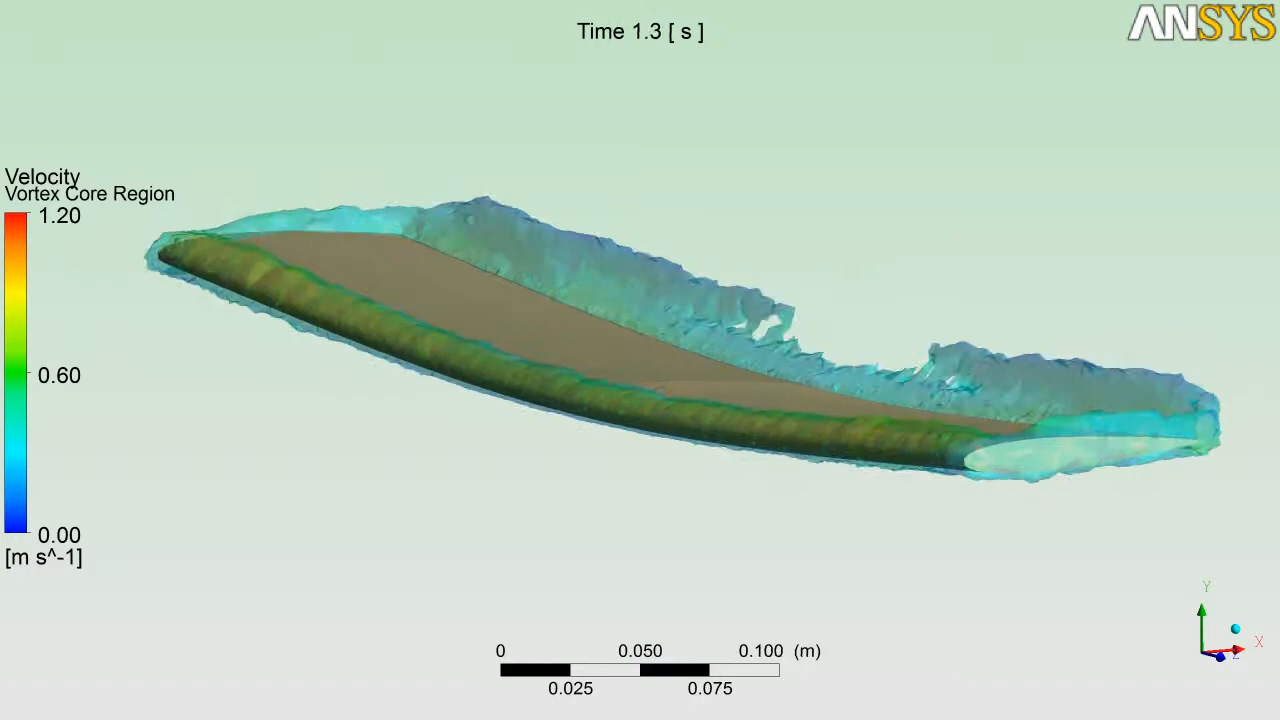 ANSYS
Time 1.3 [ s ]
Velocity
Vortex Core Region
1.20
0.60
0.00
[m s^-1]
0 0.050 0.100 (m)
0.025 0.075
Y
X
Z